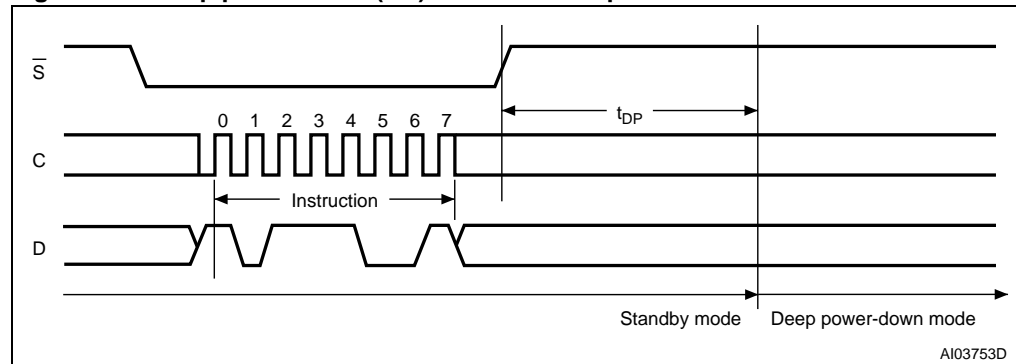 S
tDP
0 1 2 3 4 5 6 7
C
Instruction
D
Standby mode Deep power-down mode
AI03753D